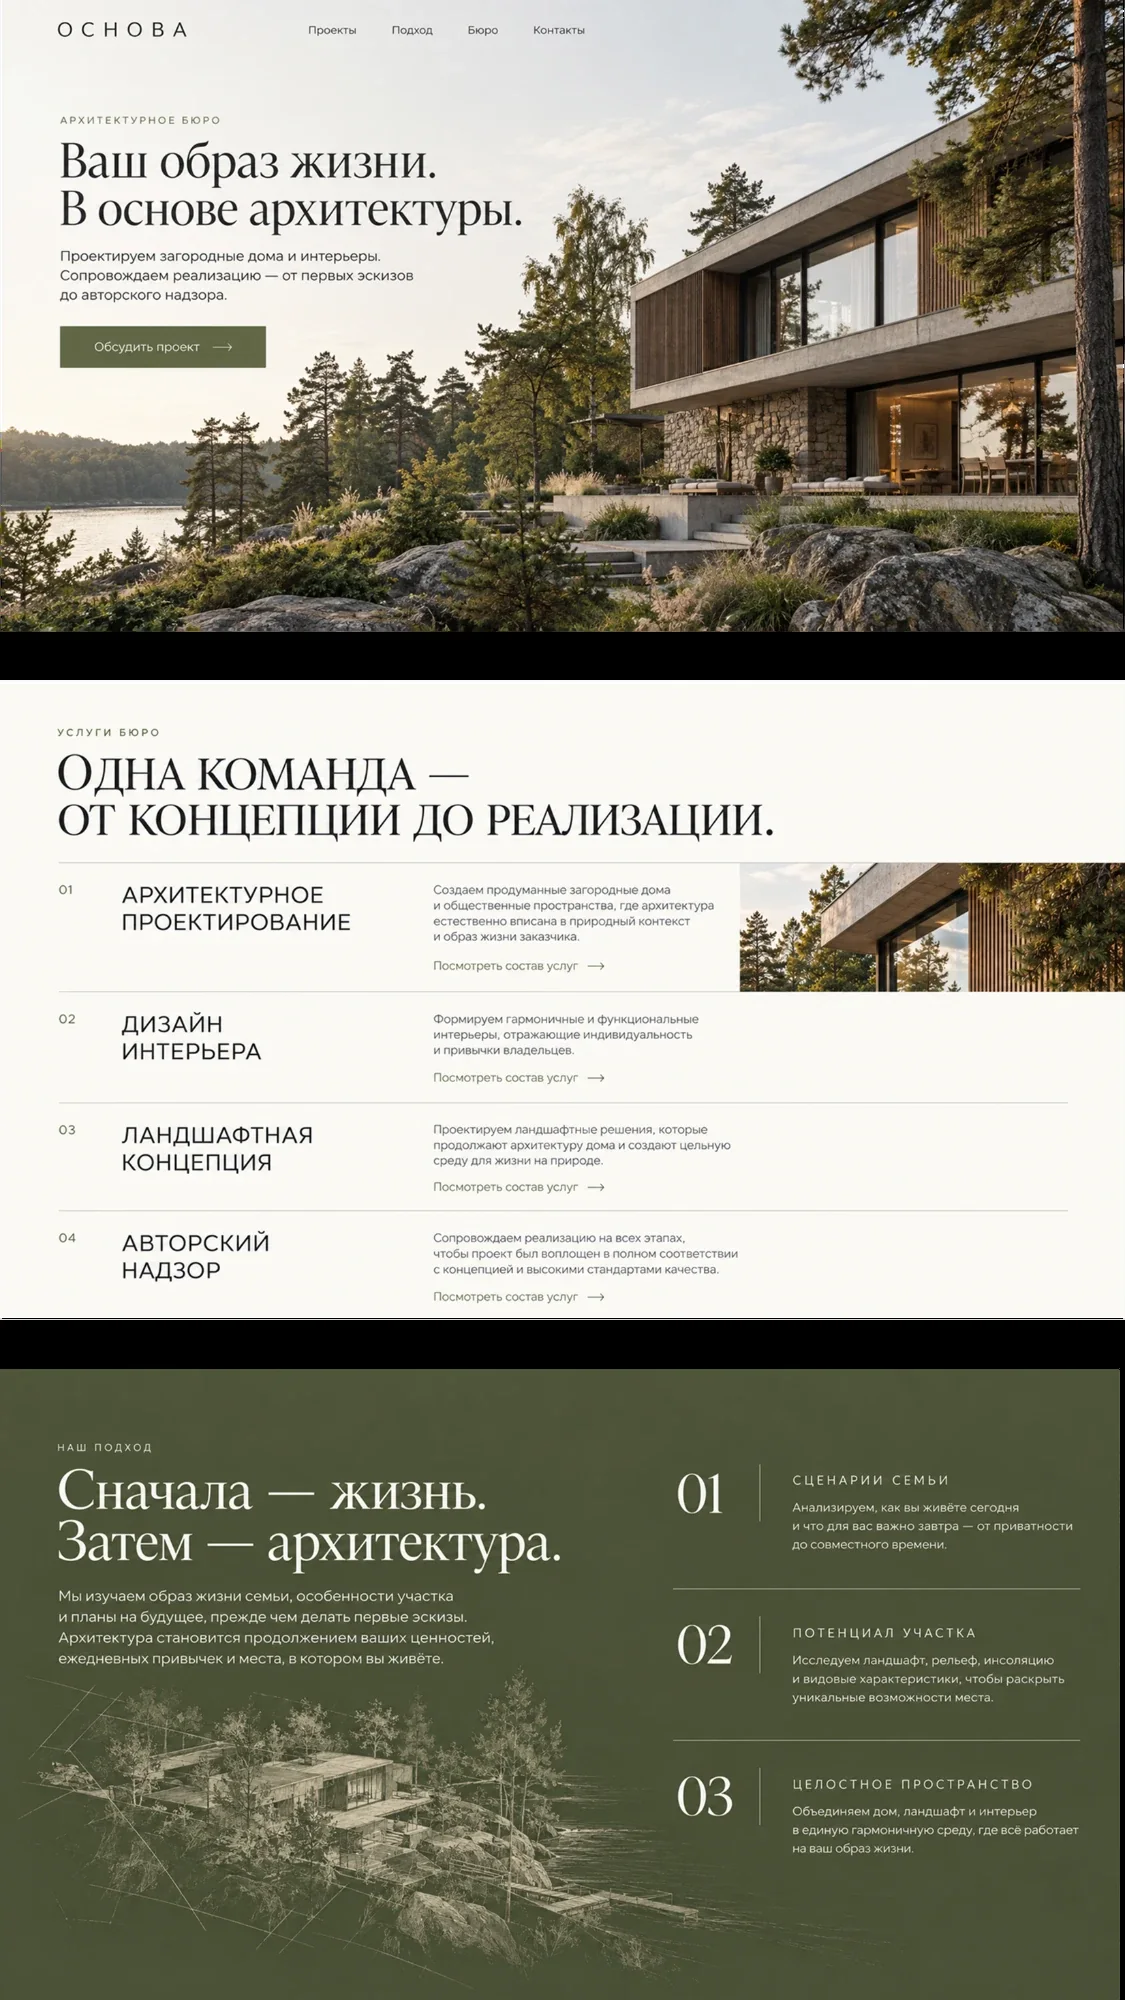 ОСНОВА
Проекты Подход Бюро Контакты
АРХИТЕКТУРНОЕ БЮРО
Ваш образ жизни.
В основе архитектуры.
Проектируем загородные дома и интерьеры.
Сопровождаем реализацию — от первых эскизов
до авторского надзора.
Обсудить проект →
УСЛУГИ БЮРО
ОДНА КОМАНДА —
ОТ КОНЦЕПЦИИ ДО РЕАЛИЗАЦИИ.
01
АРХИТЕКТУРНОЕ
ПРОЕКТИРОВАНИЕ
Создаем продуманные загородные дома
и общественные пространства, где архитектура
естественно вписана в природный контекст
и образ жизни заказчика.
Посмотреть состав услуг →
02
ДИЗАЙН
ИНТЕРЬЕРА
Формируем гармоничные и функциональные
интерьеры, отражающие индивидуальность
и привычки владельцев.
Посмотреть состав услуг →
03
ЛАНДШАФТНАЯ
КОНЦЕПЦИЯ
Проектируем ландшафтные решения, которые
продолжают архитектуру дома и создают цельную
среду для жизни на природе.
Посмотреть состав услуг →
04
АВТОРСКИЙ
НАДЗОР
Сопровождаем реализацию на всех этапах,
чтобы проект был воплощен в полном соответствии
с концепцией и высокими стандартами качества.
Посмотреть состав услуг →
НАШ ПОДХОД
Сначала — жизнь.
Затем — архитектура.
Мы изучаем образ жизни семьи, особенности участка
и планы на будущее, прежде чем делать первые эскизы.
Архитектура становится продолжением ваших ценностей,
ежедневных привычек и места, в котором вы живёте.
01
СЦЕНАРИИ СЕМЬИ
Анализируем, как вы живёте сегодня
и что для вас важно завтра — от приватности
до совместного времени.
02
ПОТЕНЦИАЛ УЧАСТКА
Исследуем ландшафт, рельеф, инсоляцию
и видовые характеристики, чтобы раскрыть
уникальные возможности места.
03
ЦЕЛОСТНОЕ ПРОСТРАНСТВО
Объединяем дом, ландшафт и интерьер
в единую гармоничную среду, где всё работает
на ваш образ жизни.